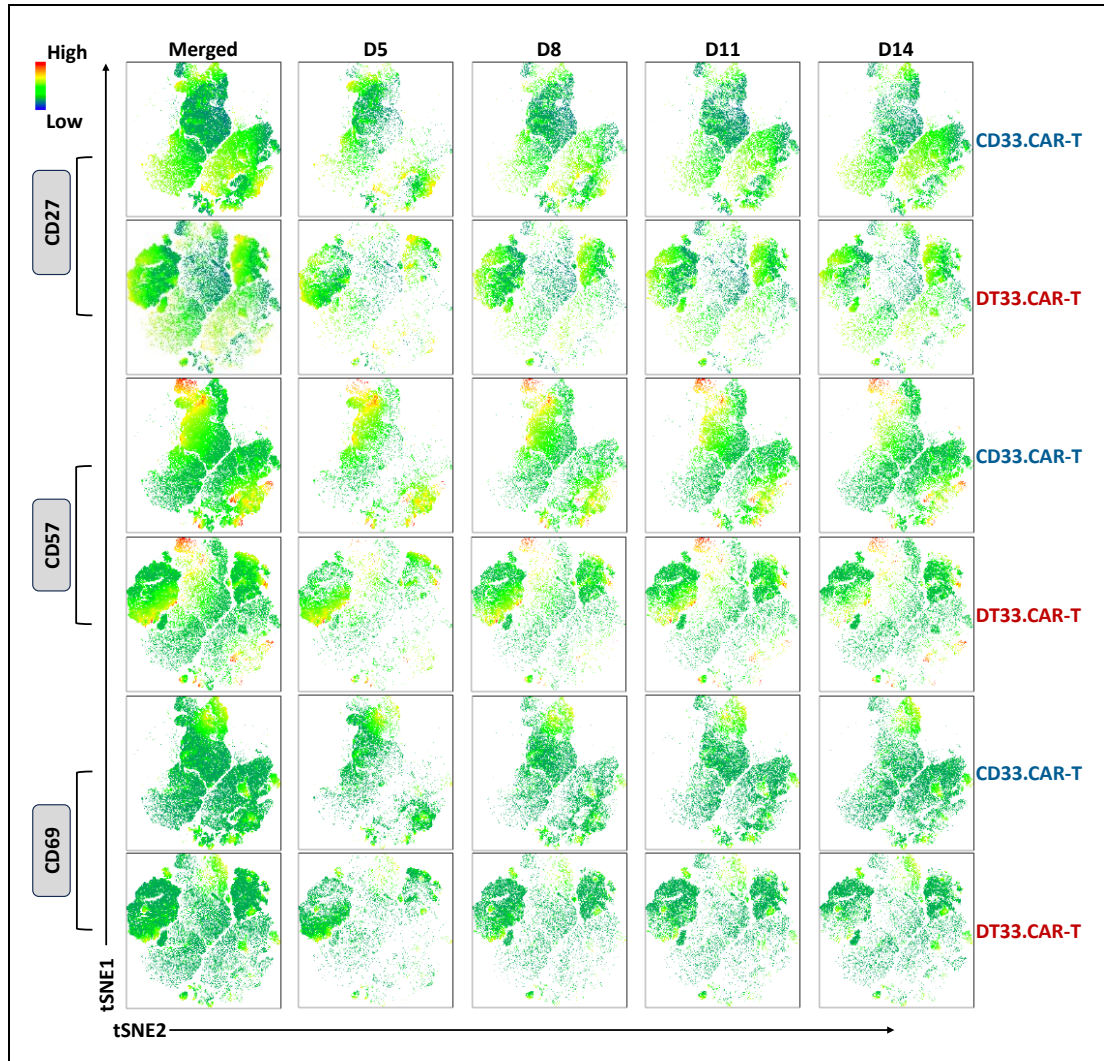 High
Low
Merged D5 D8 D11 D14
CD27
CD33.CAR-T
DT33.CAR-T
CD57
CD33.CAR-T
DT33.CAR-T
CD69
CD33.CAR-T
DT33.CAR-T
tSNE1
tSNE2